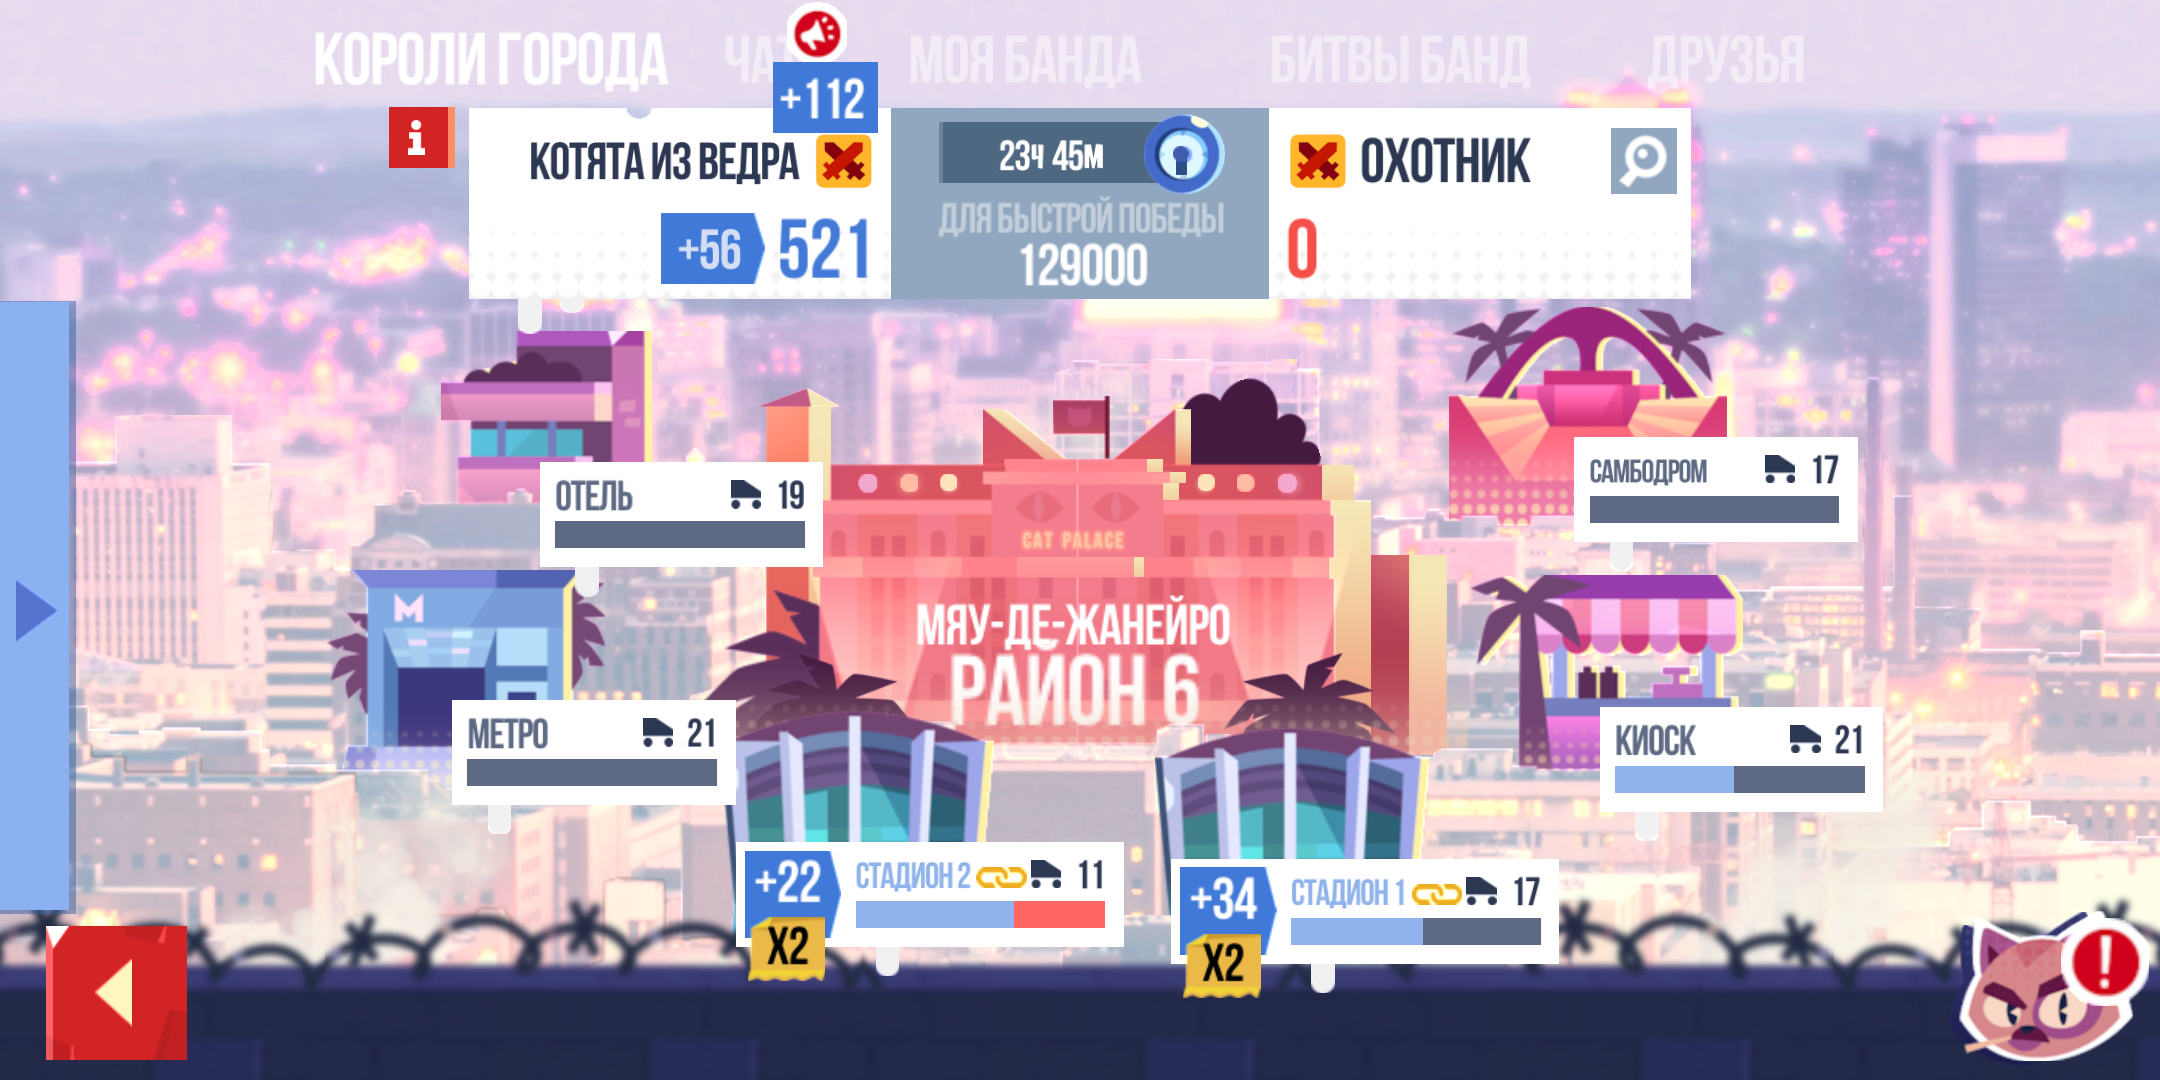 КОРОЛИ ГОРОДА
МОЯ БАНДА
БИТВЫ БАНД
ДРУЗЬЯ
+112
i
КОТЯТА ИЗ ВЕДРА
+56 521
23Ч 45М
ДЛЯ БЫСТРОЙ ПОБЕДЫ
129000
ОХОТНИК
0
ОТЕЛЬ 19
САМБОДРОМ 17
CAT PALACE
МЯУ-ДЕ-ЖАНЕЙРО
РАЙОН 6
M
МЕТРО 21
КИОСК 21
+22 СТАДИОН 2 11
X2
+34 СТАДИОН 1 17
X2
!